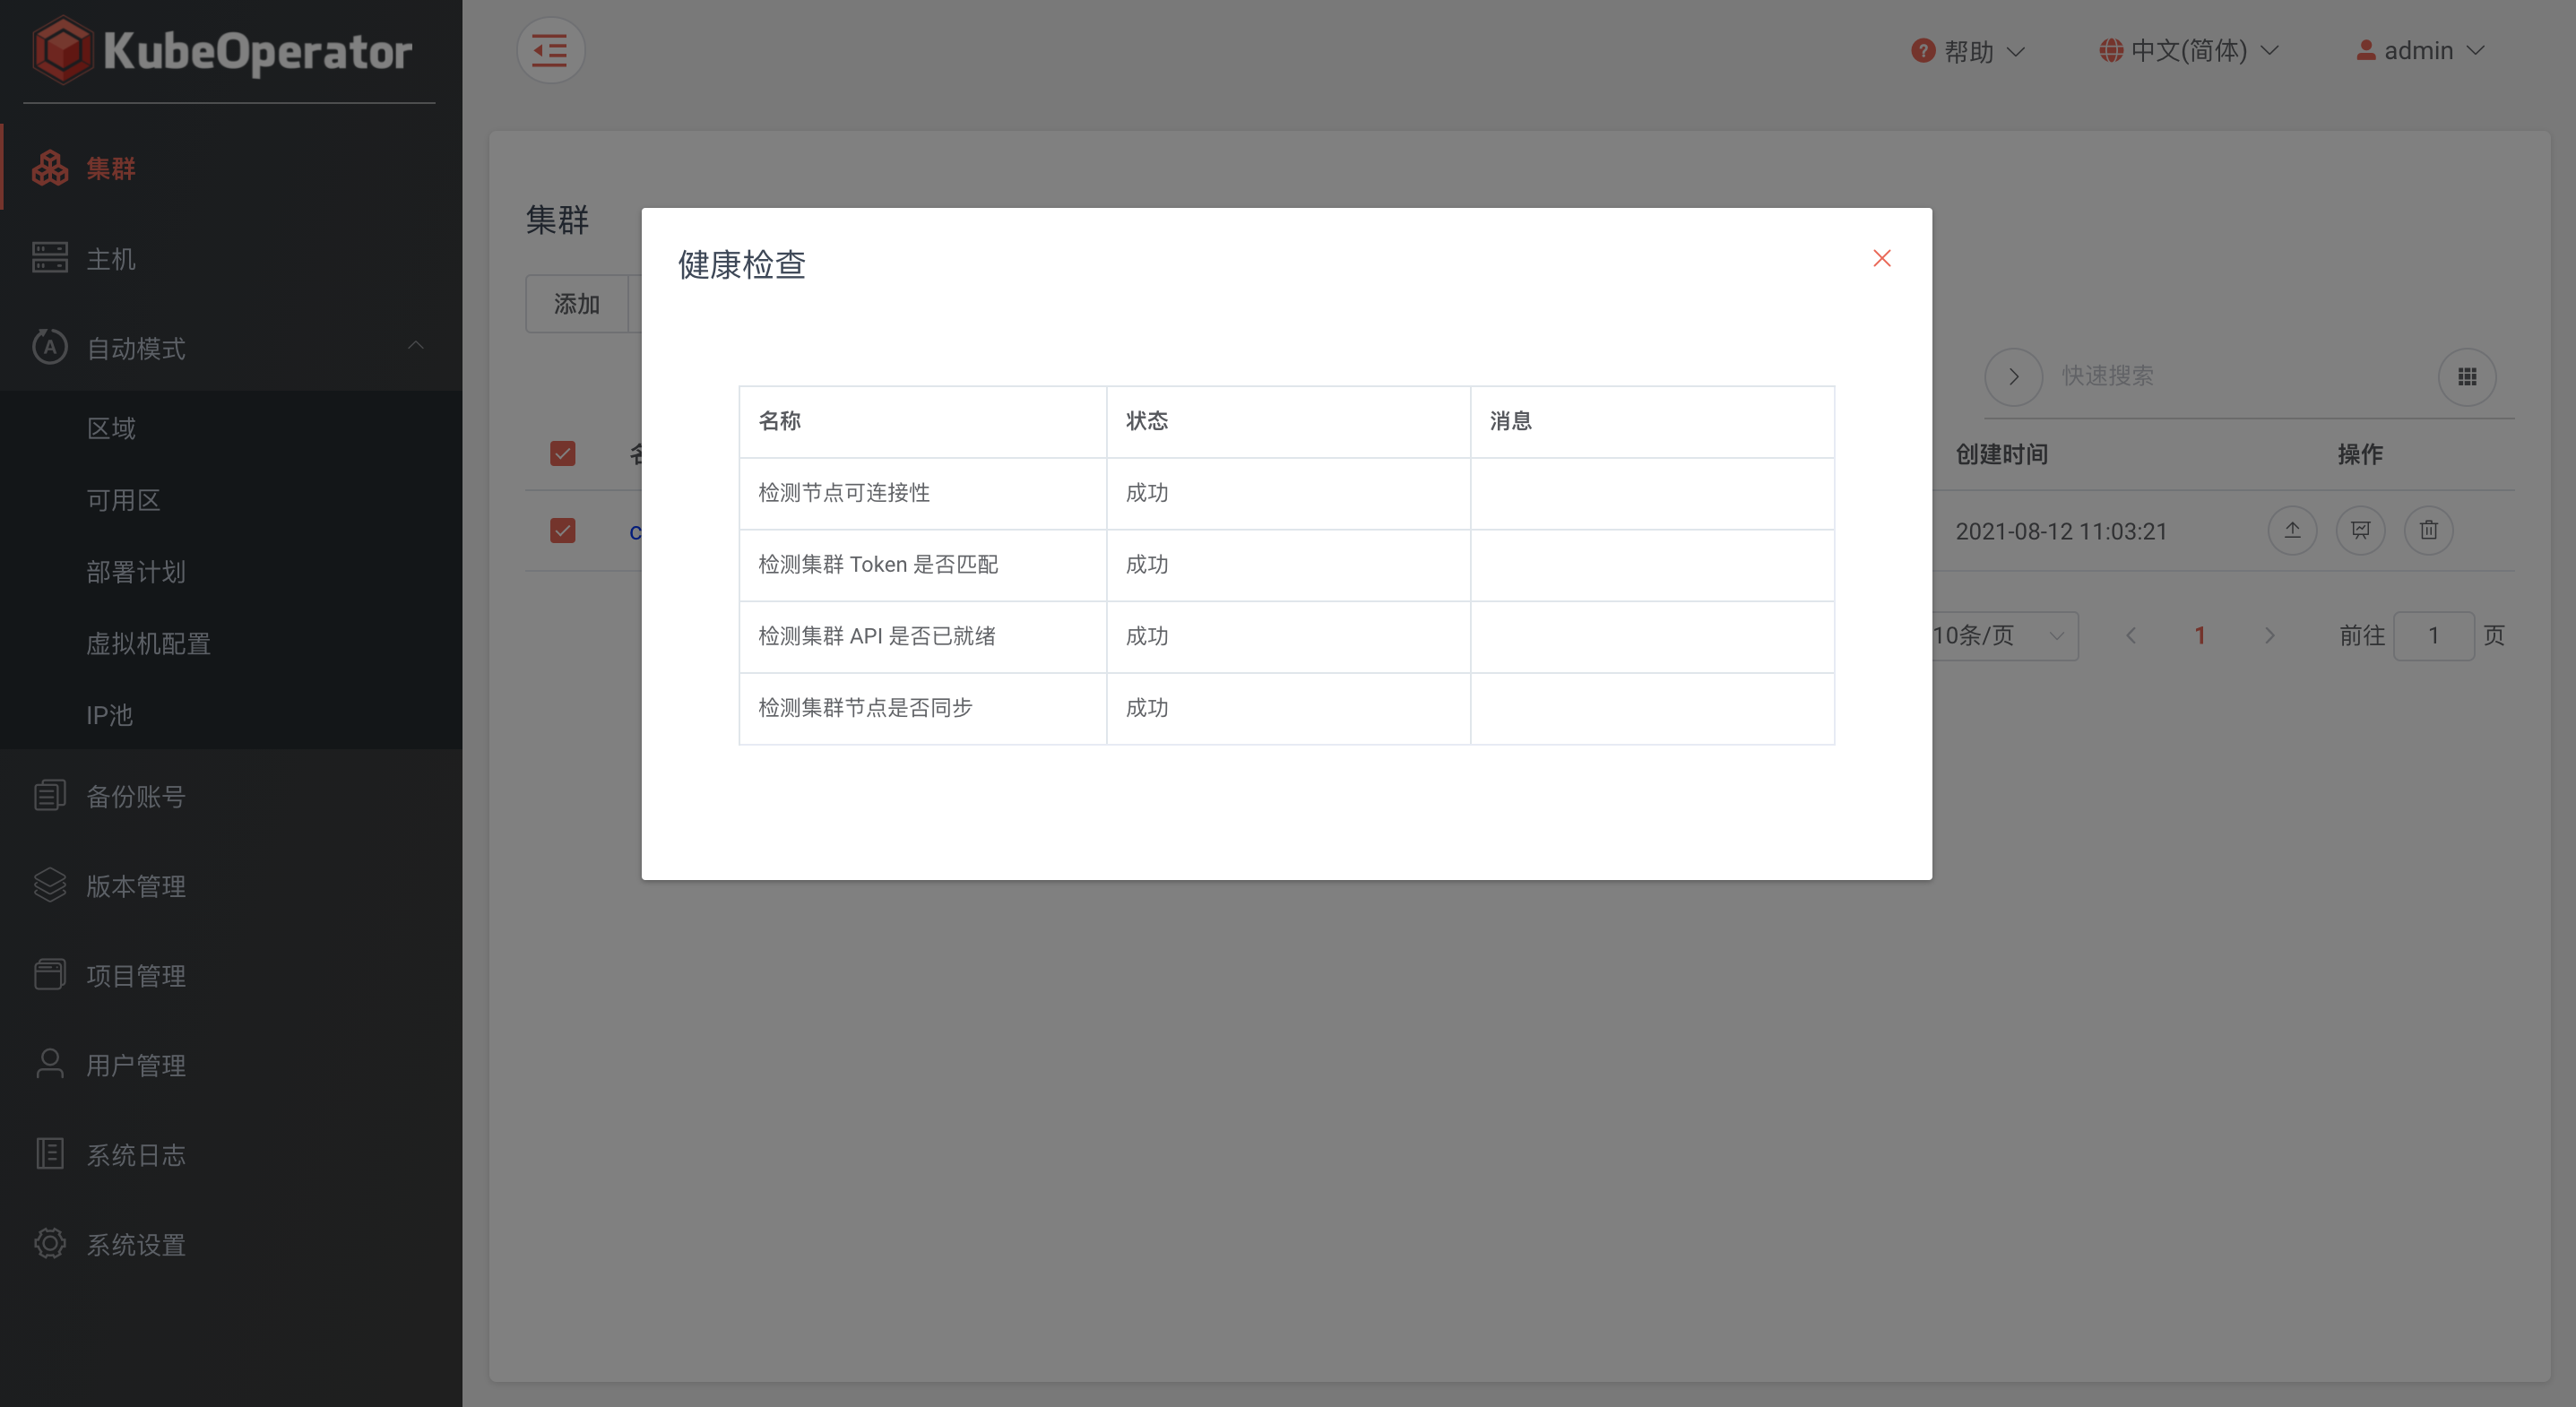 KubeOperator
帮助
中文(简体)
admin
集群
主机
自动模式
区域
可用区
部署计划
虚拟机配置
IP池
备份账号
版本管理
项目管理
用户管理
系统日志
系统设置
集群
添加
快速搜索
创建时间 操作
2021-08-12 11:03:21
10条/页 1 前往 1 页
健康检查
名称 状态 消息
检测节点可连接性 成功
检测集群 Token 是否匹配 成功
检测集群 API 是否已就绪 成功
检测集群节点是否同步 成功